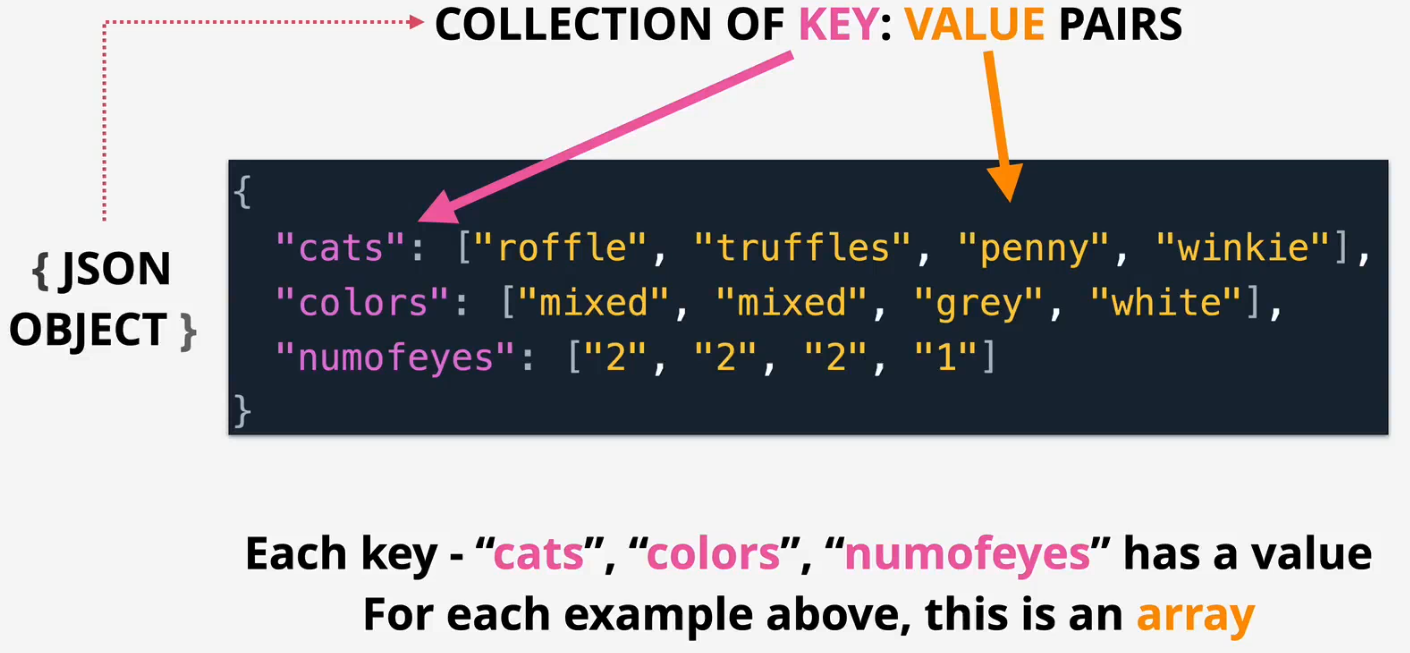 COLLECTION OF KEY: VALUE PAIRS
{ JSON
OBJECT }
{
"cats": ["roffle", "truffles", "penny", "winkie"],
"colors": ["mixed", "mixed", "grey", "white"],
"numofeyes": ["2", "2", "2", "1"]
}
Each key - “cats”, “colors”, “numofeyes” has a value
For each example above, this is an array